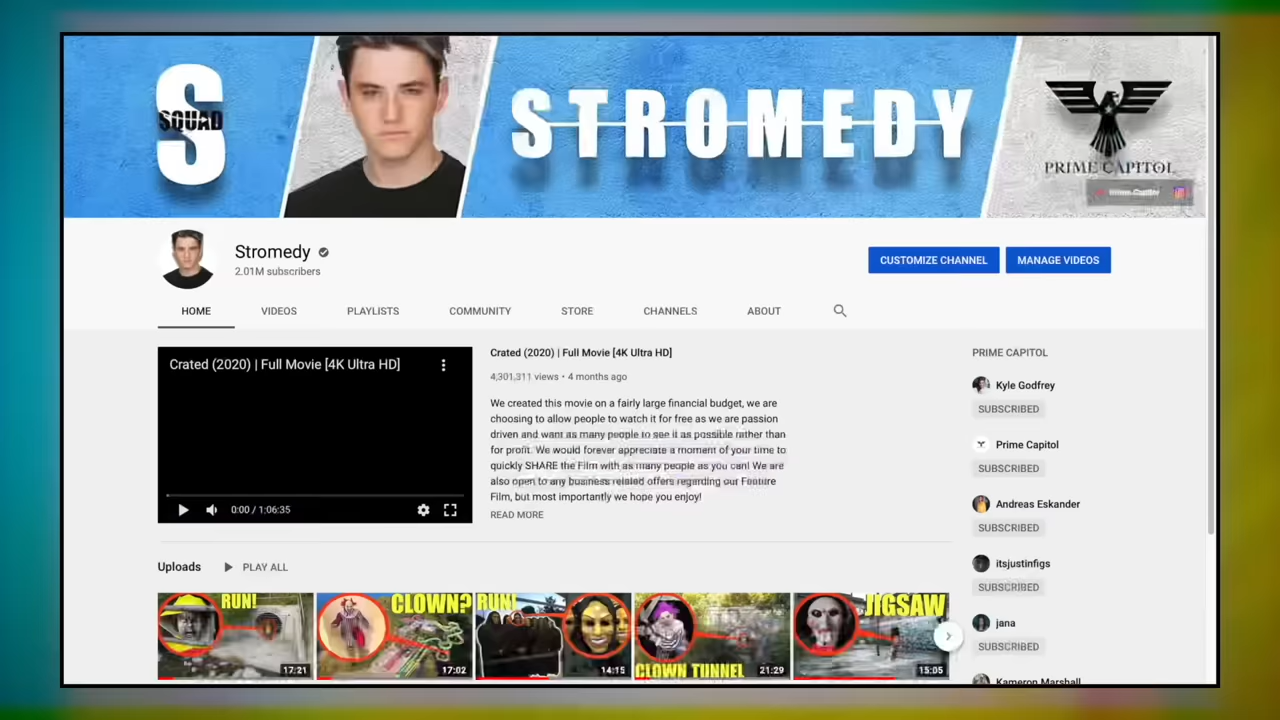 S
SQUAD
STROMEDY
PRIME CAPITOL
Stromedy
2.01M subscribers
CUSTOMIZE CHANNEL
MANAGE VIDEOS
HOME
VIDEOS
PLAYLISTS
COMMUNITY
STORE
CHANNELS
ABOUT
Crated (2020) | Full Movie [4K Ultra HD]
0:00 / 1:06:35
Crated (2020) | Full Movie [4K Ultra HD]
4,301,311 views • 4 months ago
We created this movie on a fairly large financial budget, we are
choosing to allow people to watch it for free as we are passion
driven and want as many people to see it as possible rather than
for profit. We would forever appreciate a moment of your time to
quickly SHARE the Film with as many people as you can! We are
also open to any business related offers regarding our Feature
Film, but most importantly we hope you enjoy!
READ MORE
PRIME CAPITOL
Kyle Godfrey
SUBSCRIBED
Prime Capitol
SUBSCRIBED
Andreas Eskander
SUBSCRIBED
itsjustinfigs
SUBSCRIBED
jana
SUBSCRIBED
Kameron Marshall
Uploads
PLAY ALL
RUN!
17:21
CLOWN?
17:02
RUN!
14:15
CLOWN TUNNEL
21:29
JIGSAW
15:05